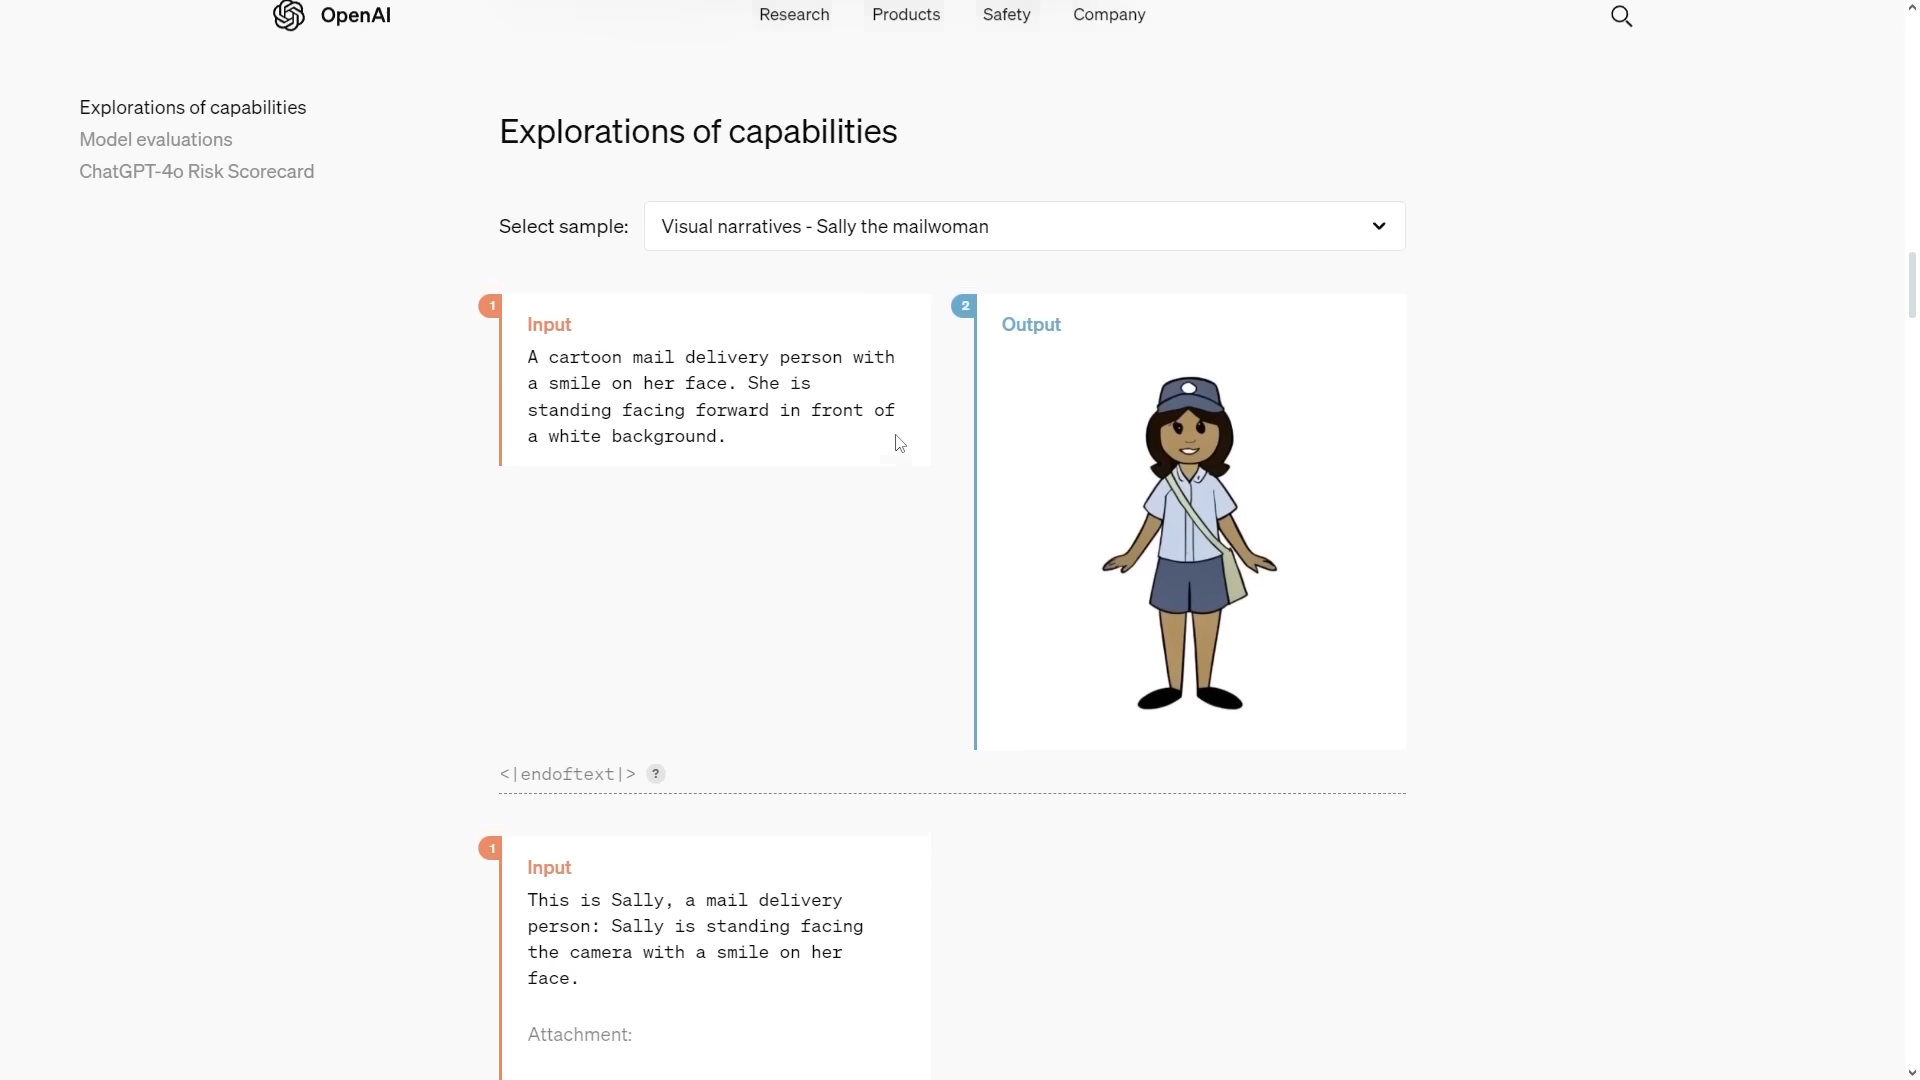 OpenAI
Research
Products
Safety
Company
Explorations of capabilities
Model evaluations
ChatGPT-4o Risk Scorecard
Explorations of capabilities
Select sample:
Visual narratives - Sally the mailwoman
1
Input
A cartoon mail delivery person with
a smile on her face. She is
standing facing forward in front of
a white background.
2
Output
<|endoftext|>
?
1
Input
This is Sally, a mail delivery
person: Sally is standing facing
the camera with a smile on her
face.
Attachment: